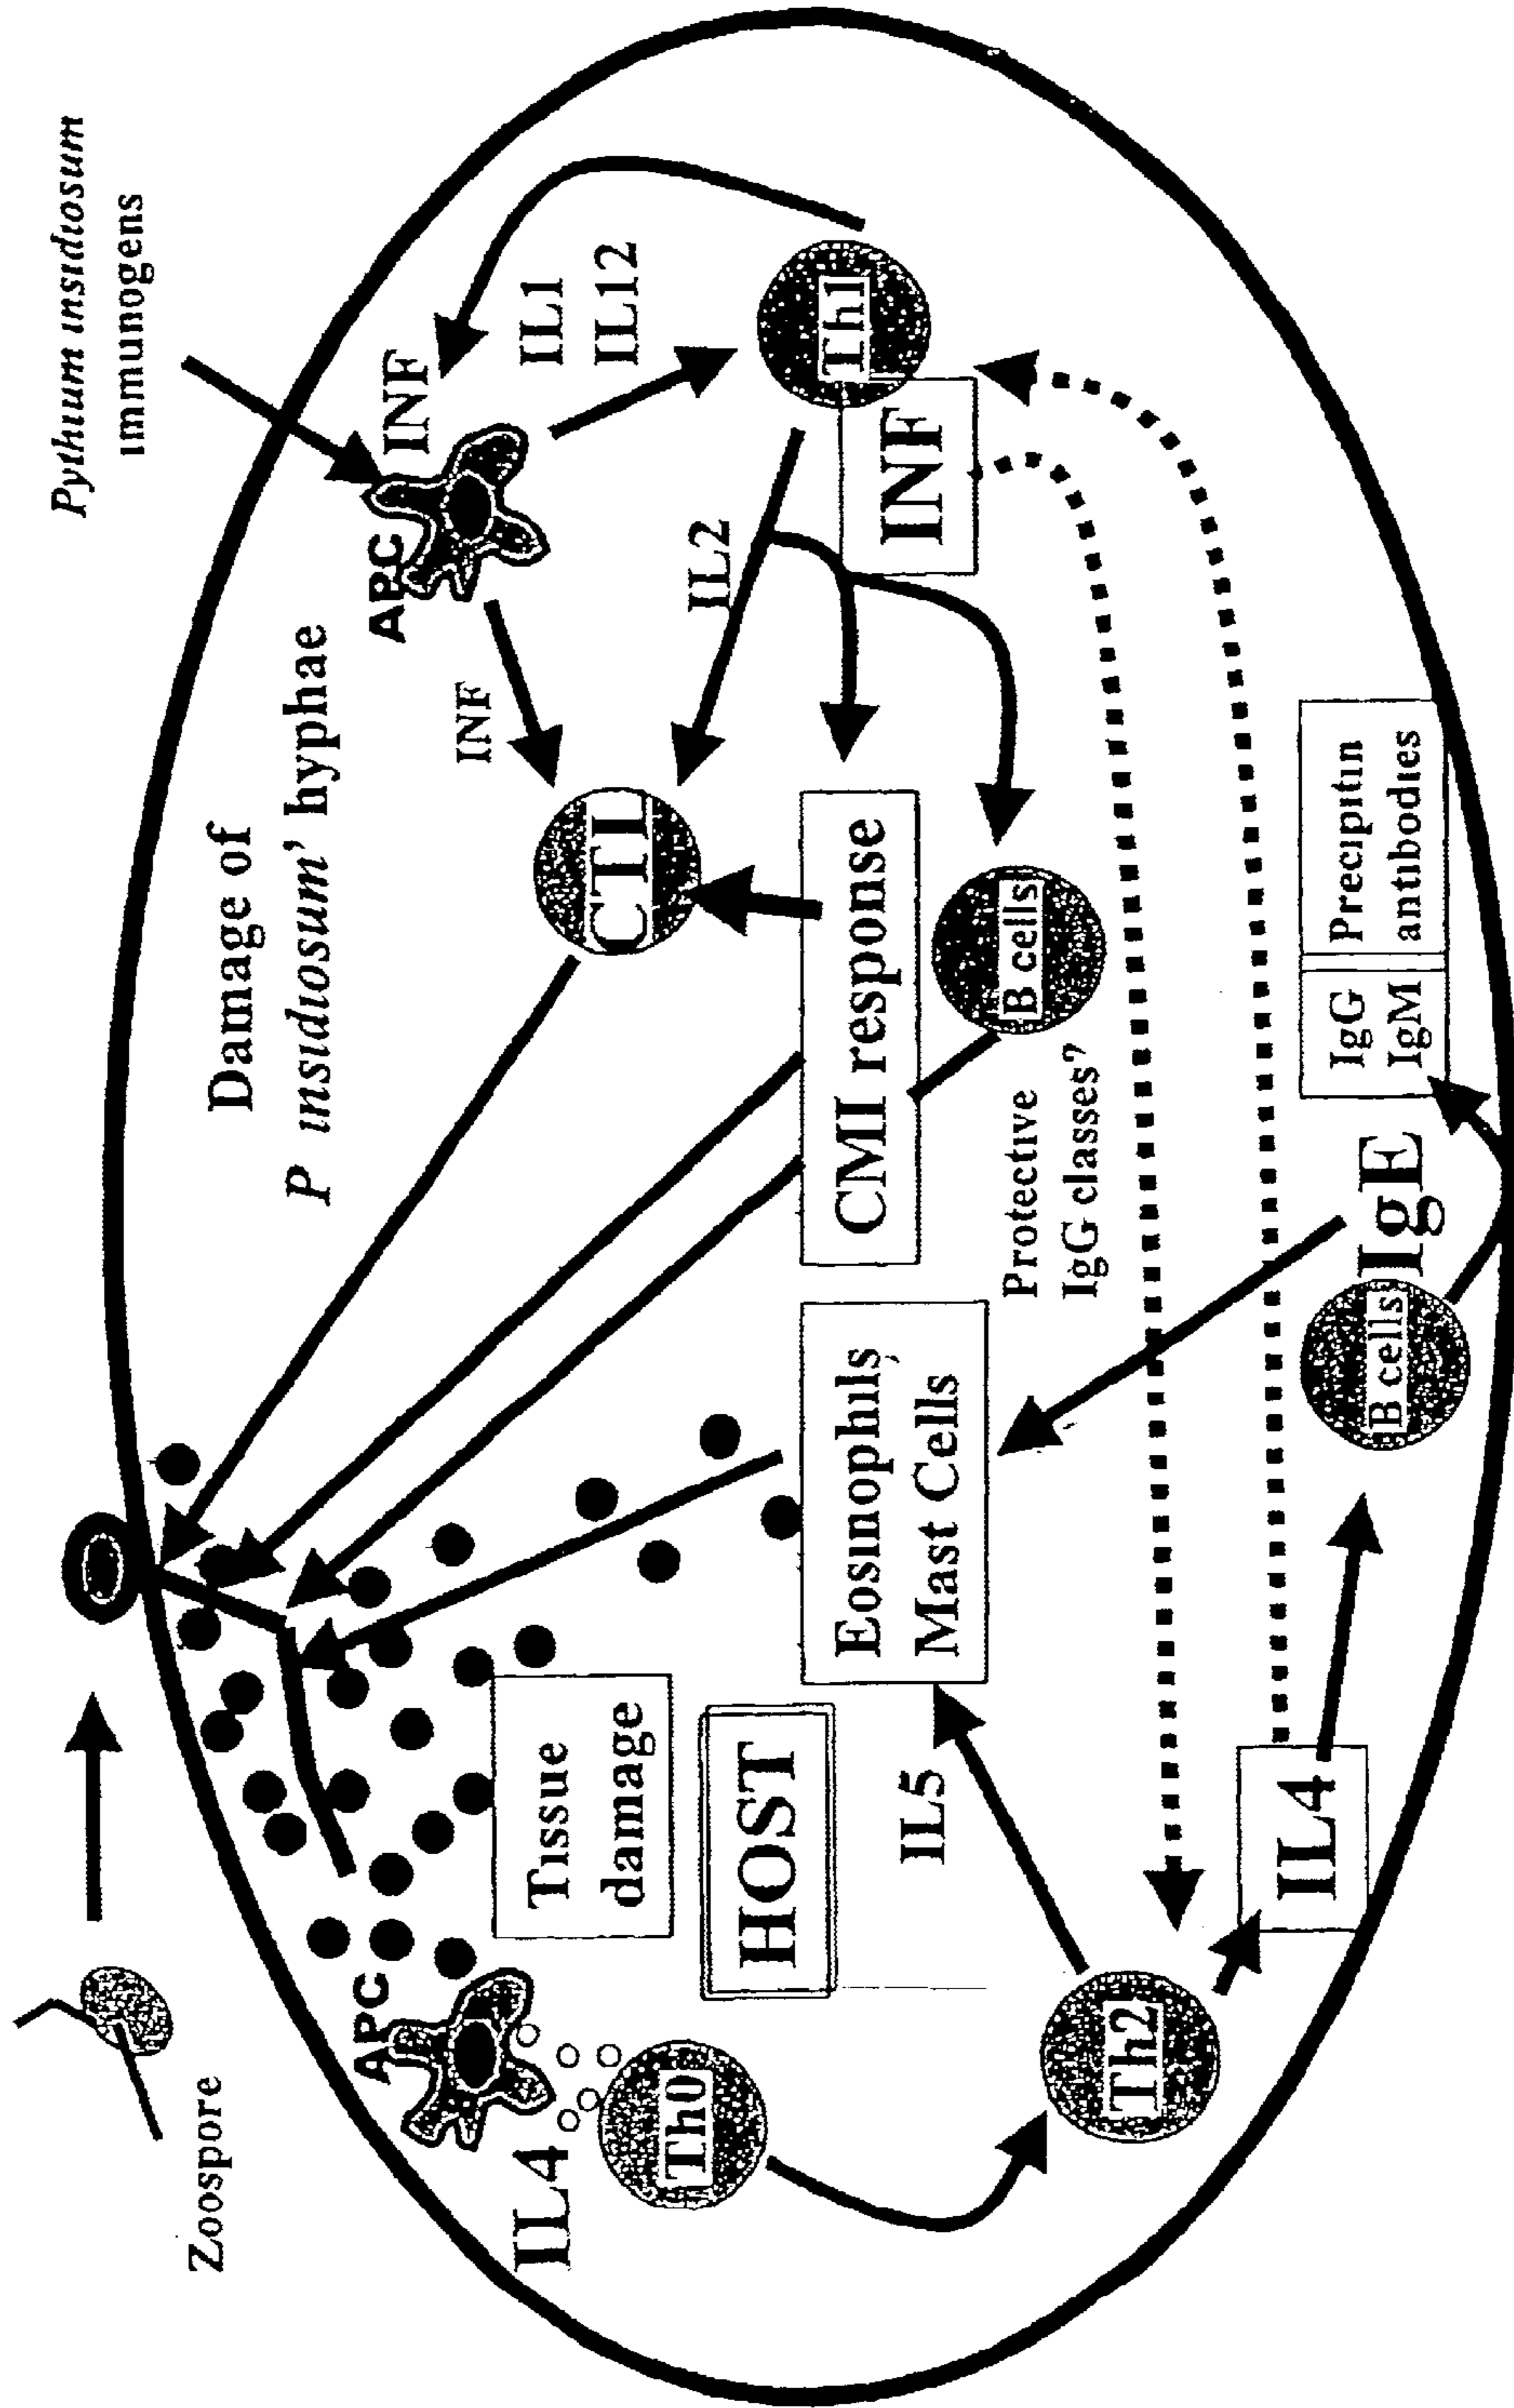 Pythium insidiosum
immunogens
Zoospore
Damage of
P insidiosum' hyphae
APC
INF
APC
INF
IL1
IL12
IL4
Th0
Tissue
damage
CTL
IL2
HOST
Th1
INF
Eosinophils,
Mast Cells
CMI response
IL5
B cells
Protective
IgG classes?
Th2
IL4
B cells
IgE
IgG
IgM
Precipitin
antibodies